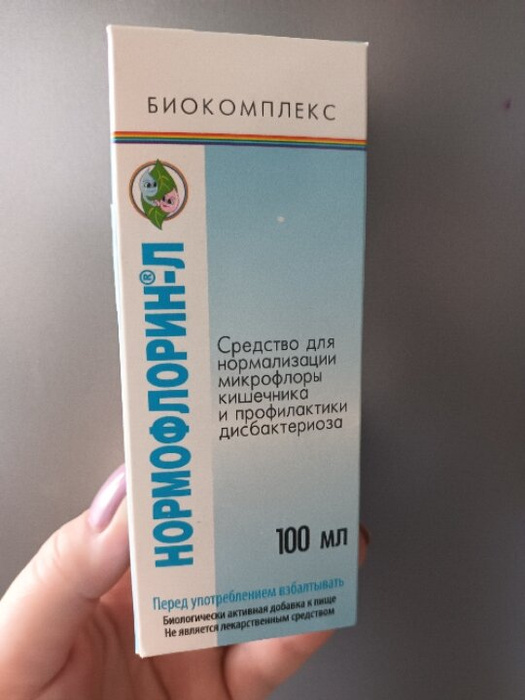 БИОКОМПЛЕКС
НОРМОФЛОРИН®-Л
Средство для
нормализации
микрофлоры
кишечника
и профилактики
дисбактериоза
100 мл
Перед употреблением взбалтывать
Биологически активная добавка к пище
Не является лекарственным средством